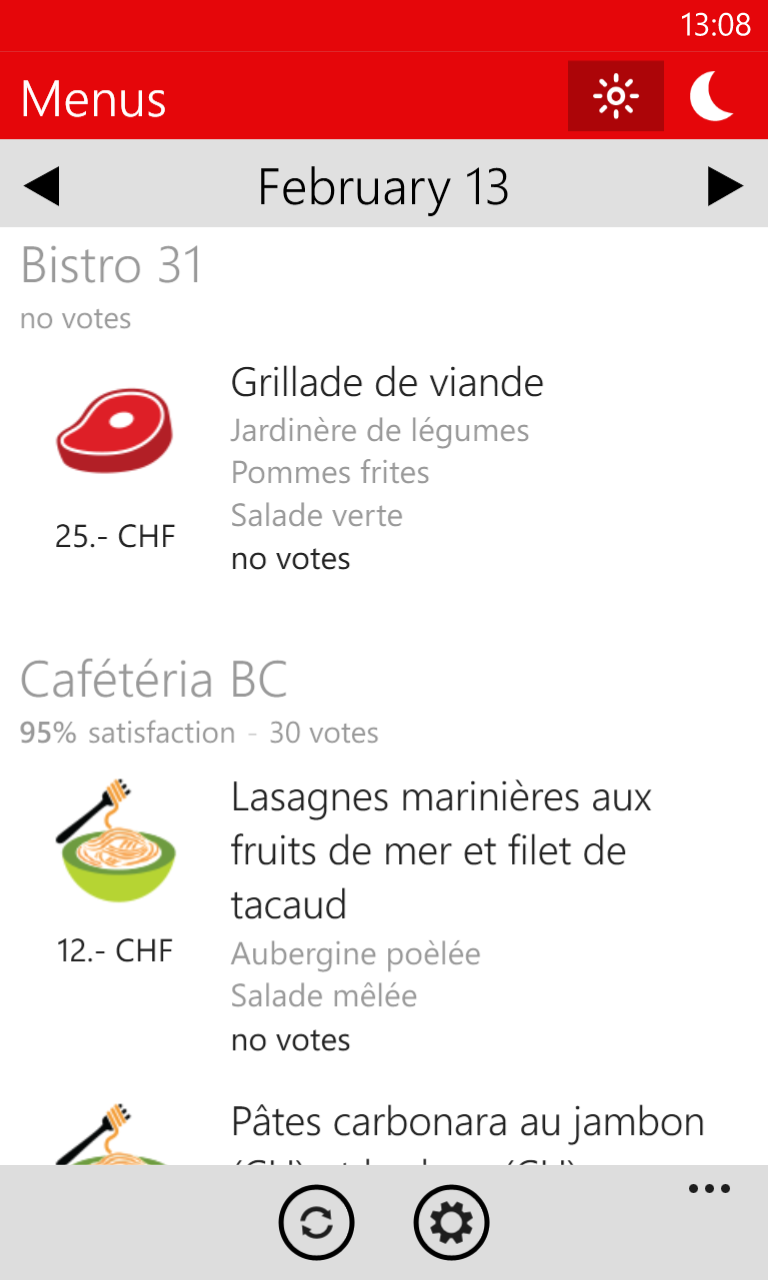 13:08
Menus
February 13
Bistro 31
no votes
Grillade de viande
Jardinère de légumes
Pommes frites
Salade verte
no votes
25.- CHF
Cafétéria BC
95% satisfaction - 30 votes
Lasagnes marinières aux
fruits de mer et filet de
tacaud
Aubergine poèlée
Salade mêlée
no votes
12.- CHF
Pâtes carbonara au jambon